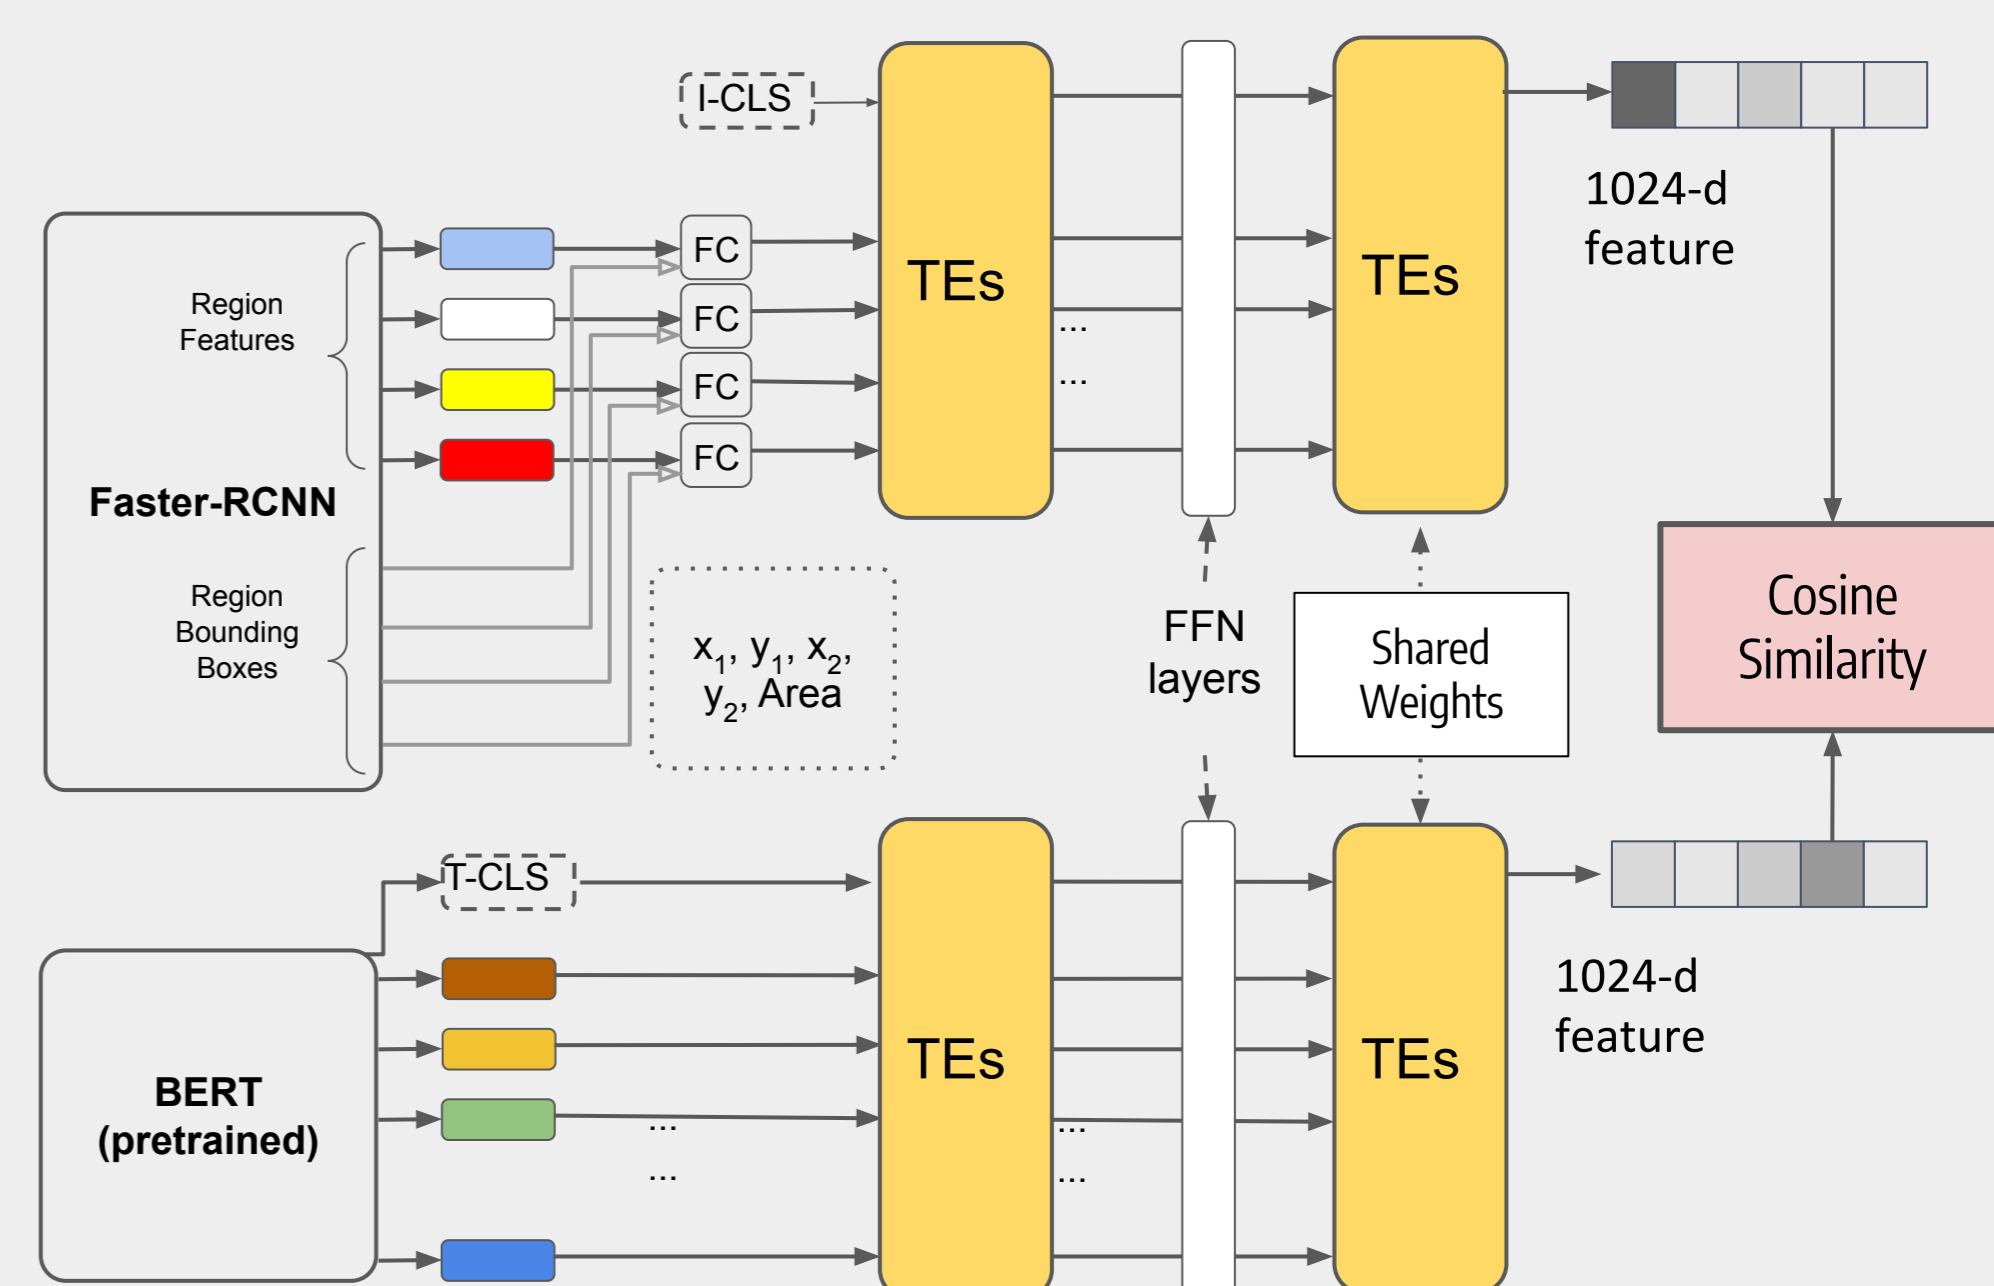 I-CLS
TEs
TEs
1024-d
feature
Region
Features
FC
FC
FC
FC
...
...
Faster-RCNN
Region
Bounding
Boxes
x1, y1, x2,
y2, Area
FFN
layers
Shared
Weights
Cosine
Similarity
T-CLS
BERT
(pretrained)
...
...
TEs
...
...
TEs
1024-d
feature